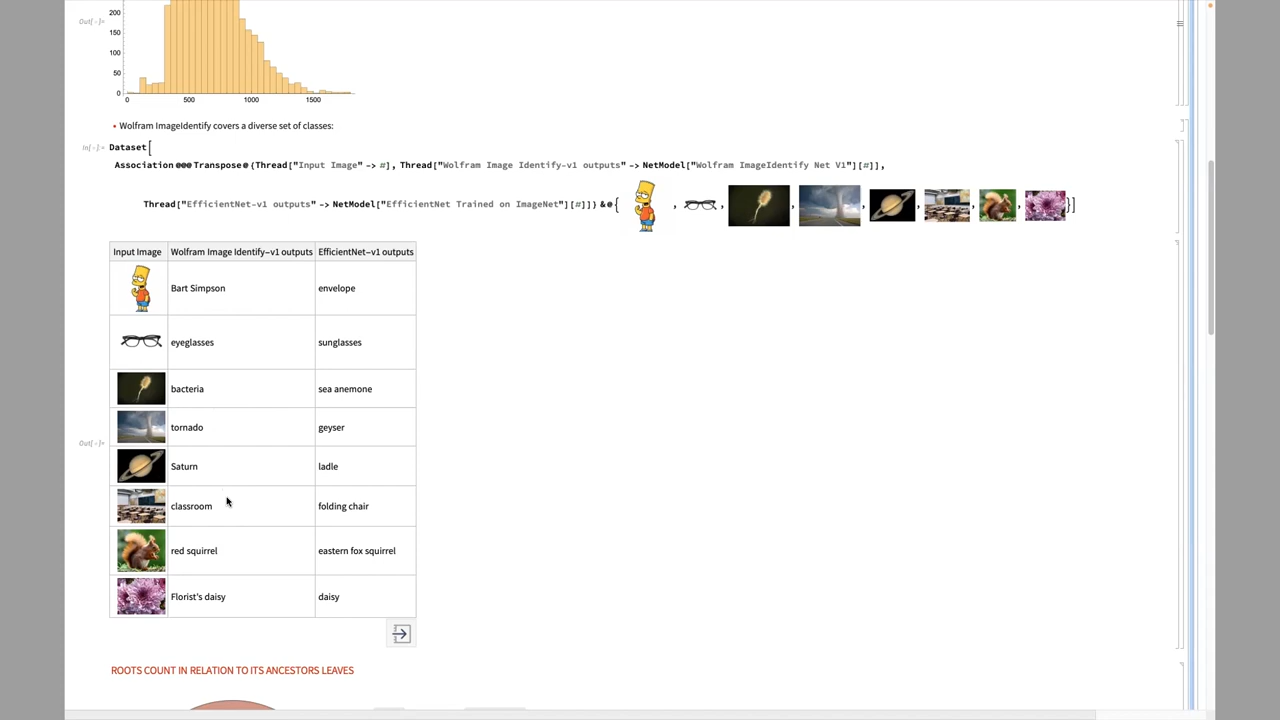 200
Out[-]=
150
100
50
0
0 500 1000 1500
• Wolfram ImageIdentify covers a diverse set of classes:
In[-]:= Dataset[
Association@@@Transpose@{Thread["Input Image" -> #], Thread["Wolfram Image Identify-v1 outputs" -> NetModel["Wolfram ImageIdentify Net V1"][#]],
Thread["EfficientNet-v1 outputs" -> NetModel["EfficientNet Trained on ImageNet"][#]]} &@{ , , , , , , , }]
Input Image Wolfram Image Identify-v1 outputs EfficientNet-v1 outputs
Bart Simpson envelope
eyeglasses sunglasses
bacteria sea anemone
tornado geyser
Out[-]=
Saturn ladle
classroom folding chair
red squirrel eastern fox squirrel
Florist's daisy daisy
ROOTS COUNT IN RELATION TO ITS ANCESTORS LEAVES